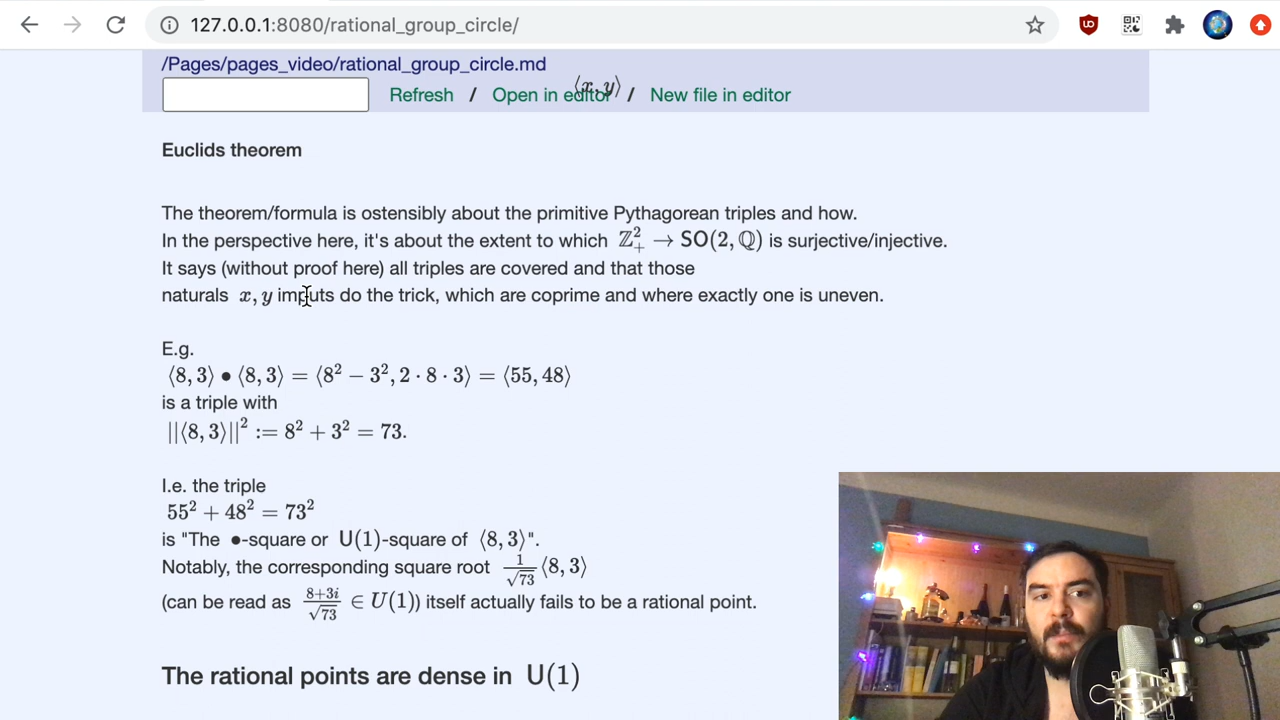 127.0.0.1:8080/rational_group_circle/
/Pages/pages_video/rational_group_circle.md
⟨x, y⟩
Refresh / Open in editor / New file in editor
Euclids theorem
The theorem/formula is ostensibly about the primitive Pythagorean triples and how.
In the perspective here, it's about the extent to which ℤ₊² → SO(2, ℚ) is surjective/injective.
It says (without proof here) all triples are covered and that those
naturals x, y imputs do the trick, which are coprime and where exactly one is uneven.
E.g.
⟨8, 3⟩ • ⟨8, 3⟩ = ⟨8² − 3², 2 · 8 · 3⟩ = ⟨55, 48⟩
is a triple with
||⟨8, 3⟩||² := 8² + 3² = 73.
I.e. the triple
55² + 48² = 73²
is "The •-square or U(1)-square of ⟨8, 3⟩".
Notably, the corresponding square root 1/√73 ⟨8, 3⟩
(can be read as (8+3i)/√73 ∈ U(1)) itself actually fails to be a rational point.
The rational points are dense in U(1)